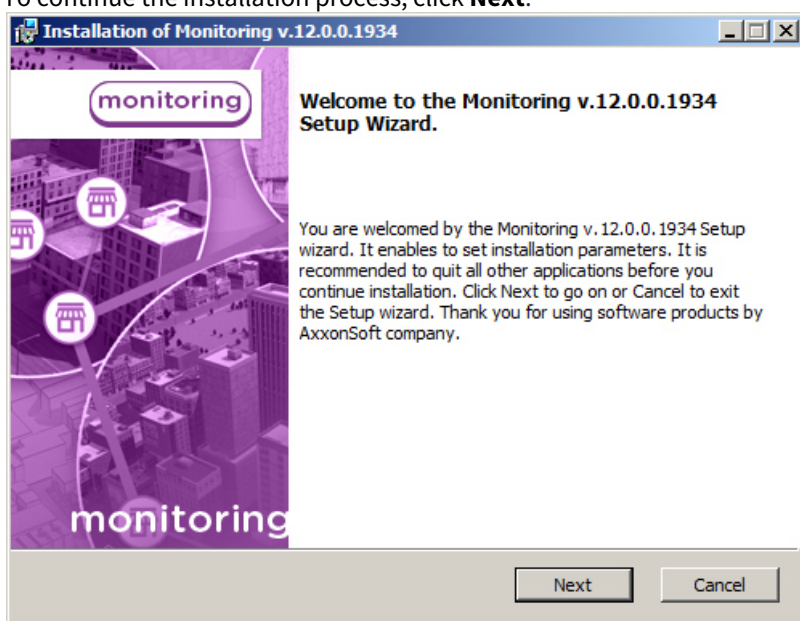 To continue the installation process, click Next.
Installation of Monitoring v.12.0.0.1934
monitoring
Welcome to the Monitoring v.12.0.0.1934
Setup Wizard.
You are welcomed by the Monitoring v.12.0.0.1934 Setup
wizard. It enables to set installation parameters. It is
recommended to quit all other applications before you
continue installation. Click Next to go on or Cancel to exit
the Setup wizard. Thank you for using software products by
AxxonSoft company.
monitoring
Next
Cancel